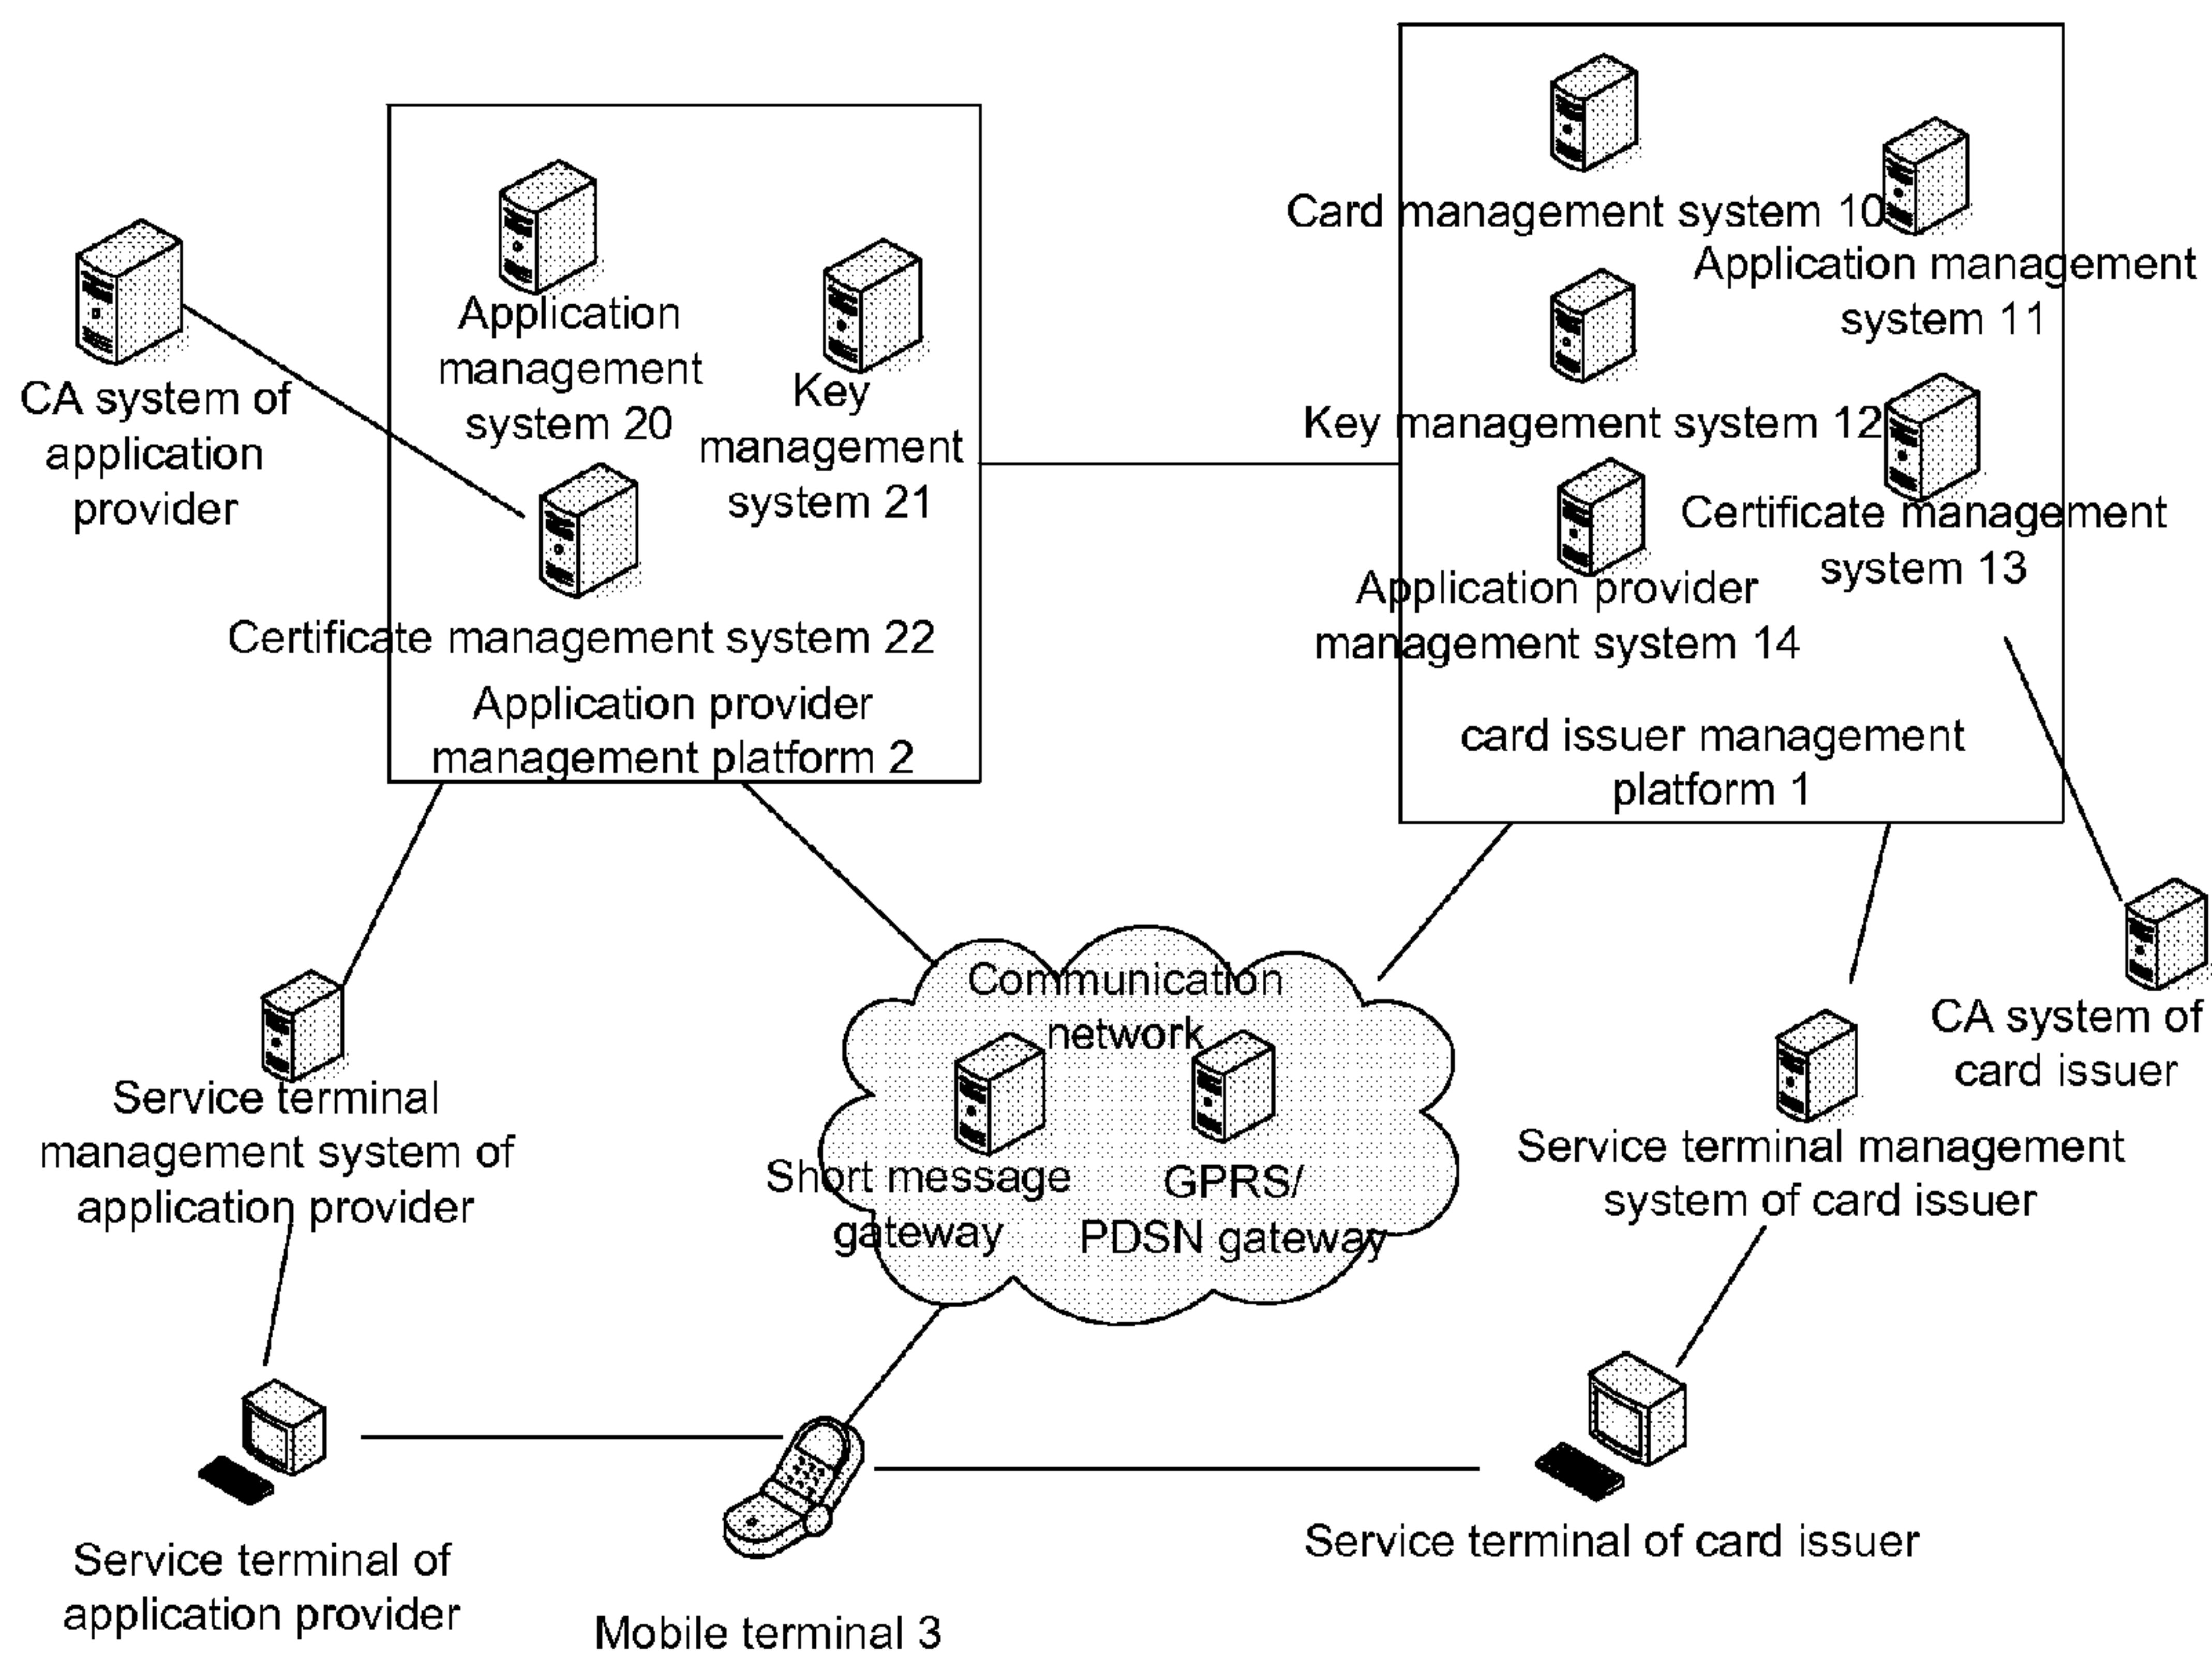 Card management system 10
Application management
system 11
Key management system 12
Certificate management
system 13
Application provider
management system 14
card issuer management
platform 1
Application
management
system 20
Key
management
system 21
Certificate management system 22
Application provider
management platform 2
CA system of
application
provider
Communication
network
Short message
gateway
GPRS/
PDSN gateway
CA system of
card issuer
Service terminal
management system of
application provider
Service terminal management
system of card issuer
Service terminal of
application provider
Mobile terminal 3
Service terminal of card issuer